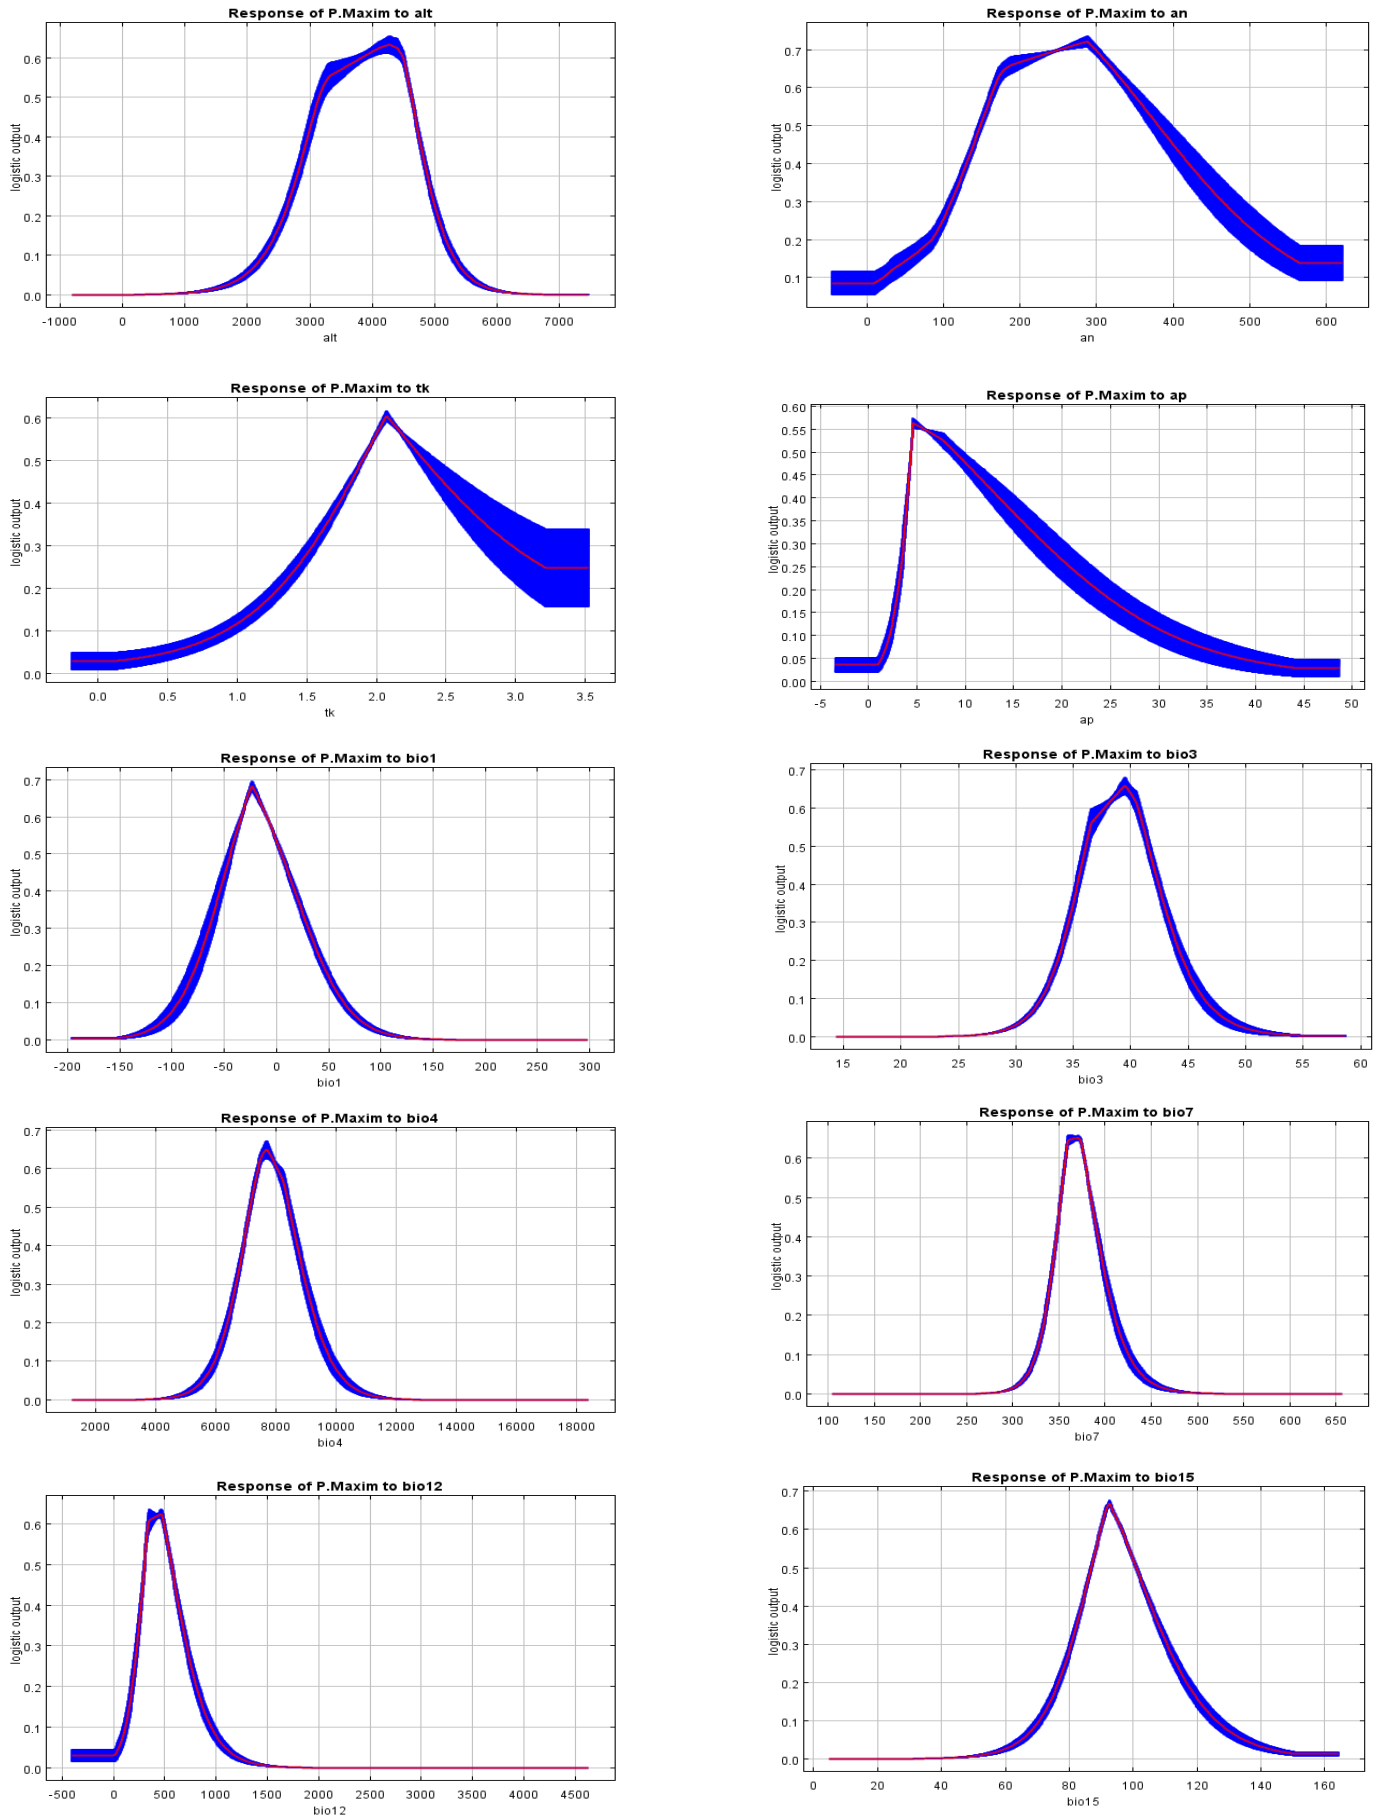 Response of P.Maxim to alt
logistic output
0.6
0.5
0.4
0.3
0.2
0.1
0.0
-1000 0 1000 2000 3000 4000 5000 6000 7000
alt
Response of P.Maxim to an
logistic output
0.7
0.6
0.5
0.4
0.3
0.2
0.1
0 100 200 300 400 500 600
an
Response of P.Maxim to tk
logistic output
0.6
0.5
0.4
0.3
0.2
0.1
0.0
0.0 0.5 1.0 1.5 2.0 2.5 3.0 3.5
tk
Response of P.Maxim to ap
logistic output
0.60
0.55
0.50
0.45
0.40
0.35
0.30
0.25
0.20
0.15
0.10
0.05
0.00
-5 0 5 10 15 20 25 30 35 40 45 50
ap
Response of P.Maxim to bio1
logistic output
0.7
0.6
0.5
0.4
0.3
0.2
0.1
0.0
-200 -150 -100 -50 0 50 100 150 200 250 300
bio1
Response of P.Maxim to bio3
logistic output
0.7
0.6
0.5
0.4
0.3
0.2
0.1
0.0
15 20 25 30 35 40 45 50 55 60
bio3
Response of P.Maxim to bio4
logistic output
0.7
0.6
0.5
0.4
0.3
0.2
0.1
0.0
2000 4000 6000 8000 10000 12000 14000 16000 18000
bio4
Response of P.Maxim to bio7
logistic output
0.6
0.5
0.4
0.3
0.2
0.1
0.0
100 150 200 250 300 350 400 450 500 550 600 650
bio7
Response of P.Maxim to bio12
logistic output
0.6
0.5
0.4
0.3
0.2
0.1
0.0
-500 0 500 1000 1500 2000 2500 3000 3500 4000 4500
bio12
Response of P.Maxim to bio15
logistic output
0.7
0.6
0.5
0.4
0.3
0.2
0.1
0.0
0 20 40 60 80 100 120 140 160
bio15